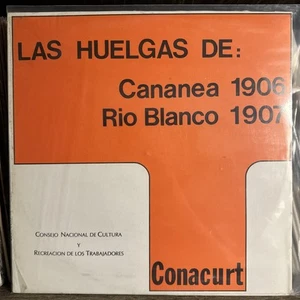 LAS HUELGAS DE:
Cananea 1906
Rio Blanco 1907
CONSEJO NACIONAL DE CULTURA
Y
RECREACION DE LOS TRABAJADORES
Conacurt